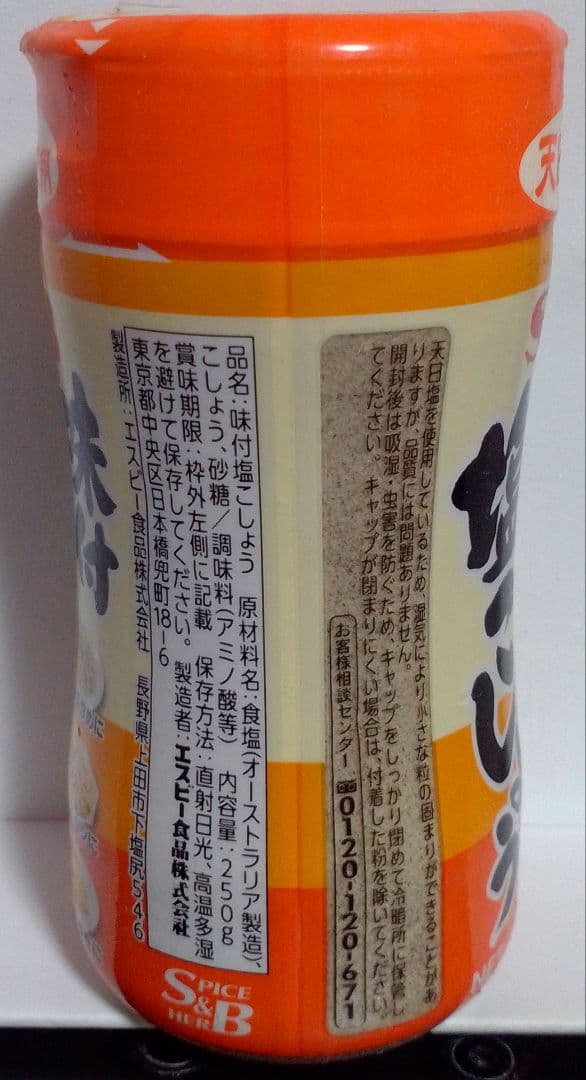 天日塩を使用しているため、湿気により小さな粒の固まりができることがあ
りますが、品質には問題ありません。
開封後は吸湿・虫害を防ぐため、キャップをしっかり閉めて冷暗所に保管し
てください。キャップが閉まりにくい場合は、付着した粉を除いてください。
お客様相談センター 0120-120-671
品名:味付塩こしょう 原材料名:食塩(オーストラリア製造)、
こしょう、砂糖/調味料(アミノ酸等) 内容量:250g
賞味期限:枠外左側に記載 保存方法:直射日光、高温多湿
を避けて保存してください。 製造者:エスビー食品株式会社
東京都中央区日本橋兜町18-6
製造所:エスビー食品株式会社 長野県上田市下塩尻546
S&B
SPICE
HERB
味付
塩こしょう
天